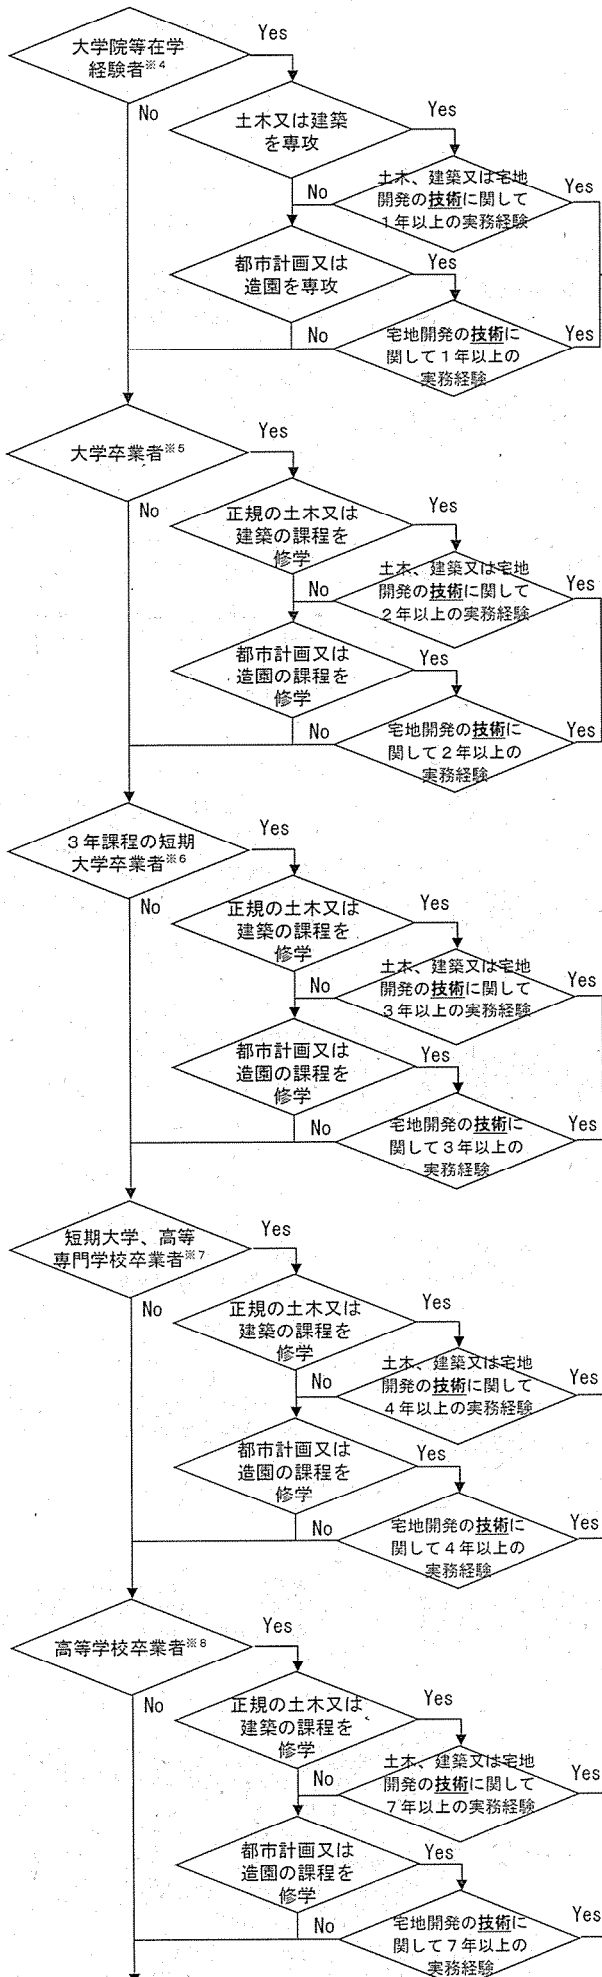 大学院等在学
経験者※4
Yes
No
土木又は建築
を専攻
Yes
No
土木、建築又は宅地
開発の技術に関して
1年以上の実務経験
Yes
都市計画又は
造園を専攻
Yes
No
宅地開発の技術に
関して1年以上の
実務経験
Yes
No
大学卒業者※5
Yes
No
正規の土木又は
建築の課程を
修学
Yes
No
土木、建築又は宅地
開発の技術に関して
2年以上の実務経験
Yes
都市計画又は
造園の課程を
修学
Yes
No
宅地開発の技術に
関して2年以上の
実務経験
Yes
3年課程の短期
大学卒業者※6
Yes
No
正規の土木又は
建築の課程を
修学
Yes
No
土木、建築又は宅地
開発の技術に関して
3年以上の実務経験
Yes
都市計画又は
造園の課程を
修学
Yes
No
宅地開発の技術に
関して3年以上の
実務経験
Yes
短期大学、高等
専門学校卒業者※7
Yes
No
正規の土木又は
建築の課程を
修学
Yes
No
土木、建築又は宅地
開発の技術に関して
4年以上の実務経験
Yes
都市計画又は
造園の課程を
修学
Yes
No
宅地開発の技術に
関して4年以上の
実務経験
Yes
高等学校卒業者※8
Yes
No
正規の土木又は
建築の課程を
修学
Yes
No
土木、建築又は宅地
開発の技術に関して
7年以上の実務経験
Yes
都市計画又は
造園の課程を
修学
Yes
No
宅地開発の技術に
関して7年以上の
実務経験
Yes